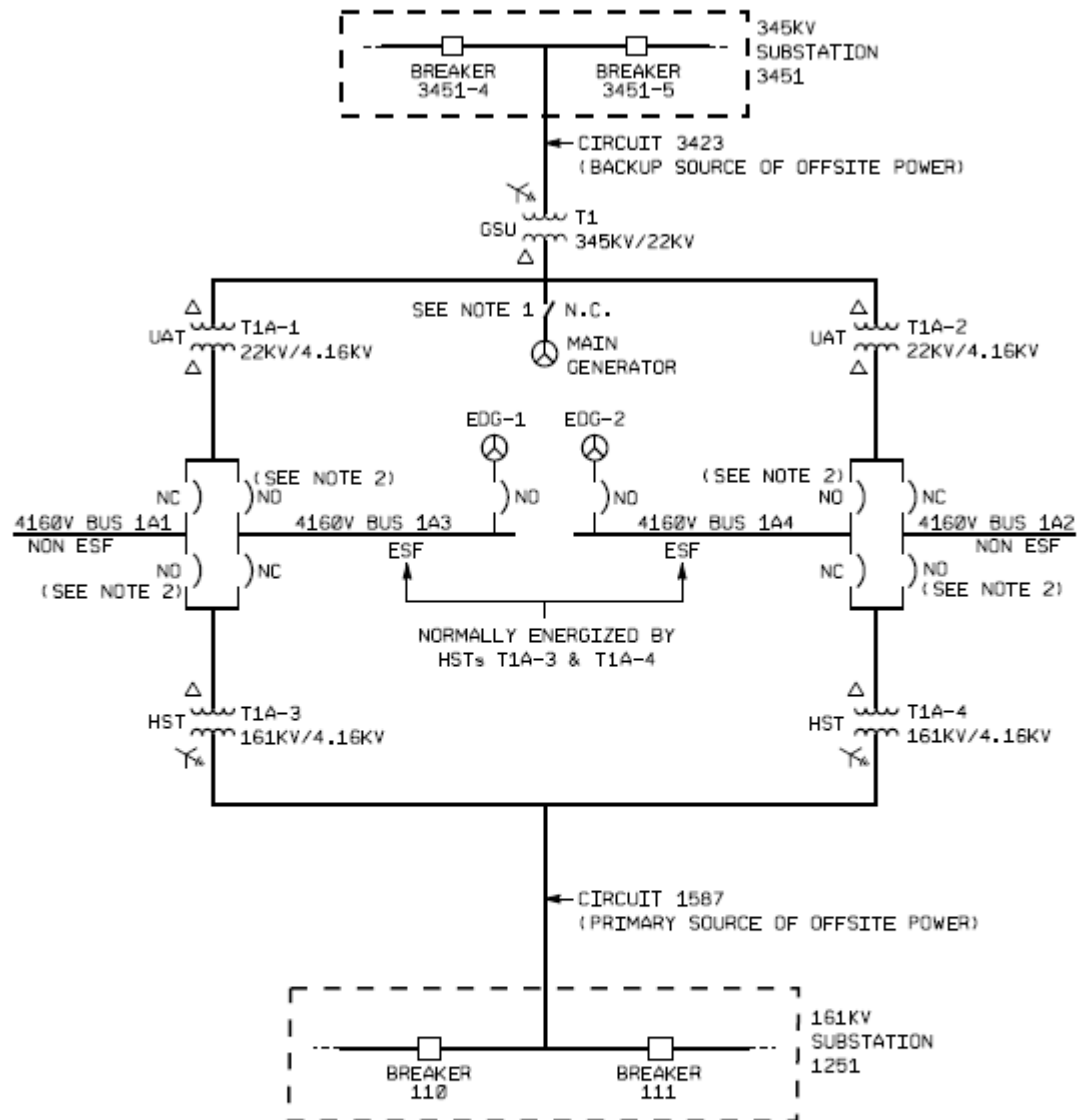 345KV
SUBSTATION
3451
BREAKER
3451-4
BREAKER
3451-5
CIRCUIT 3423
(BACKUP SOURCE OF OFFSITE POWER)
GSU
T1
345KV/22KV
SEE NOTE 1
N.C.
MAIN
GENERATOR
UAT
T1A-1
22KV/4.16KV
UAT
T1A-2
22KV/4.16KV
EDG-1
EDG-2
(SEE NOTE 2)
(SEE NOTE 2)
NC
NO
NO
NO
NO
NC
4160V BUS 1A1
NON ESF
4160V BUS 1A3
ESF
4160V BUS 1A4
ESF
4160V BUS 1A2
NON ESF
NO
(SEE NOTE 2)
NC
NC
NO
(SEE NOTE 2)
NORMALLY ENERGIZED BY
HSTs T1A-3 & T1A-4
HST
T1A-3
161KV/4.16KV
HST
T1A-4
161KV/4.16KV
CIRCUIT 1587
(PRIMARY SOURCE OF OFFSITE POWER)
161KV
SUBSTATION
1251
BREAKER
110
BREAKER
111